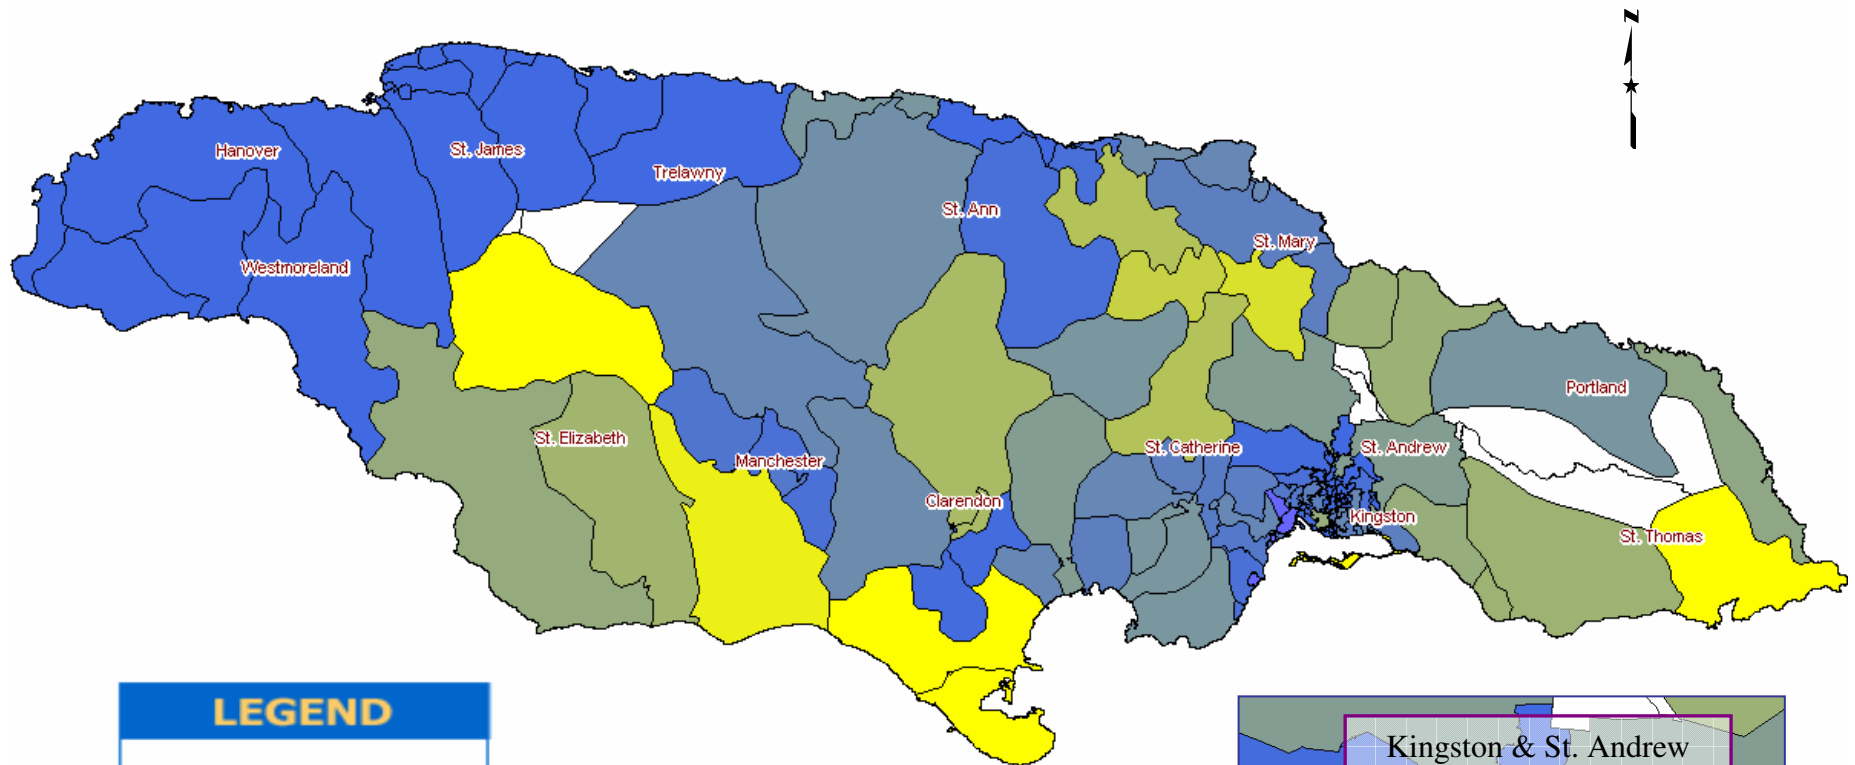 N
Hanover
St. James
Trelawny
St. Ann
St. Mary
Westmoreland
Portland
St. Elizabeth
Manchester
St. Catherine
St. Andrew
Clarendon
Kingston
St. Thomas
LEGEND
Kingston & St. Andrew